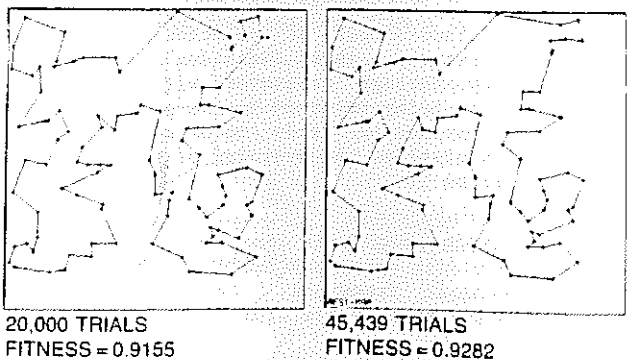 20,000 TRIALS
FITNESS = 0.9155
45,439 TRIALS
FITNESS = 0.9282